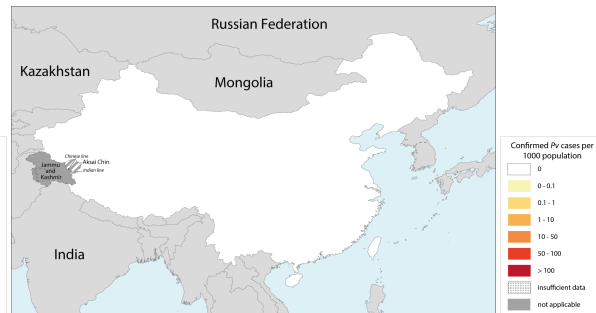 Russian Federation
Kazakhstan
Mongolia
Chinese line
Aksai Chin
Indian line
Jammu
and
Kashmir
India
Confirmed Pv cases per
1000 population
0
0 - 0.1
0.1 - 1
1 - 10
10 - 50
50 - 100
> 100
insufficient data
not applicable